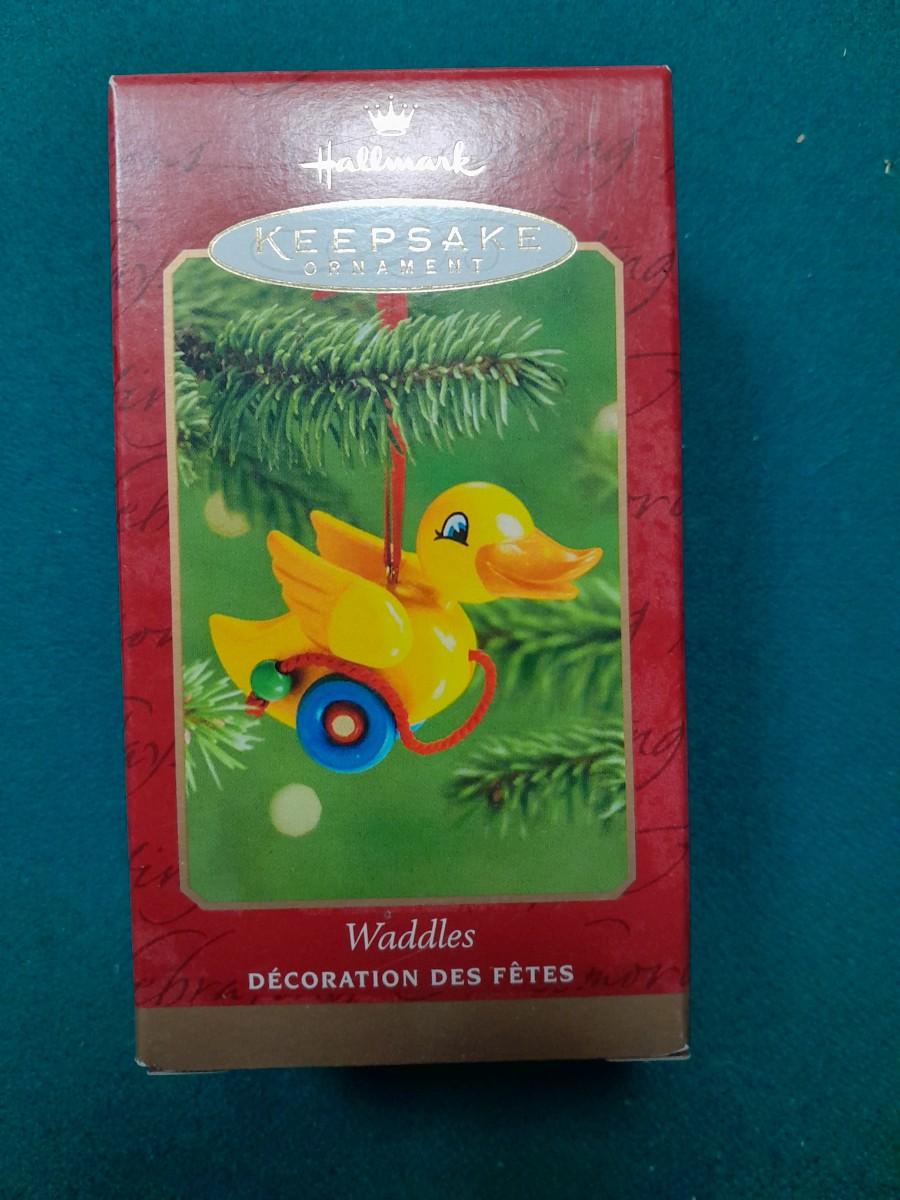 Hallmark
KEEPSAKE
ORNAMENT
Waddles
DÉCORATION DES FÊTES